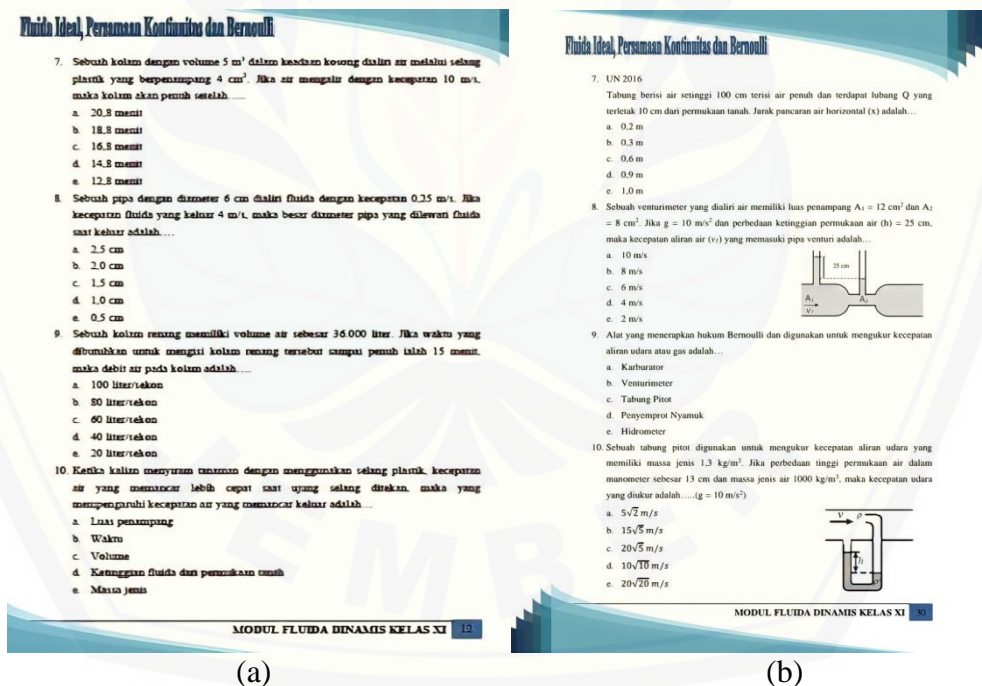 Fluida Ideal, Persamaan Kontinuitas dan Bernoulli
7. Sebuah kolam dengan volume 5 m³ dalam keadaan kosong dialiri air melalui selang
plastik yang berpenampang 4 cm². Jika air mengalir dengan kecepatan 10 m/s,
maka kolam akan penuh setelah.....
a. 20,8 menit
b. 18,8 menit
c. 16,8 menit
d. 14,8 menit
e. 12,8 menit
8. Sebuah pipa dengan diameter 6 cm dialiri fluida dengan kecepatan 0,25 m/s. Jika
kecepatan fluida yang keluar 4 m/s, maka besar diameter pipa yang dilewati fluida
saat keluar adalah....
a. 2,5 cm
b. 2,0 cm
c. 1,5 cm
d. 1,0 cm
e. 0,5 cm
9. Sebuah kolam renang memiliki volume air sebesar 36.000 liter. Jika waktu yang
dibutuhkan untuk mengisi kolam renang tersebut sampai penuh ialah 15 menit,
maka debit air pada kolam adalah.....
a. 100 liter/sekon
b. 80 liter/sekon
c. 60 liter/sekon
d. 40 liter/sekon
e. 20 liter/sekon
10. Ketika kalian menyiram tanaman dengan menggunakan selang plastik, kecepatan
air yang memancar lebih cepat saat ujung selang ditekan, maka yang
mempengaruhi kecepatan air yang memancar keluar adalah....
a. Luas penampang
b. Waktu
c. Volume
d. Ketinggian fluida dari permukaan tanah
e. Massa jenis
MODUL FLUIDA DINAMIS KELAS XI 12
(a)
Fluida Ideal, Persamaan Kontinuitas dan Bernoulli
7. UN 2016
Tabung berisi air setinggi 100 cm terisi air penuh dan terdapat lubang Q yang
terletak 10 cm dari permukaan tanah. Jarak pancaran air horizontal (x) adalah…
a. 0,2 m
b. 0,3 m
c. 0,6 m
d. 0,9 m
e. 1,0 m
8. Sebuah venturimeter yang dialiri air memiliki luas penampang A₁ = 12 cm² dan A₂
= 8 cm². Jika g = 10 m/s² dan perbedaan ketinggian permukaan air (h) = 25 cm,
maka kecepatan aliran air (v₁) yang memasuki pipa venturi adalah…
a. 10 m/s
b. 8 m/s
c. 6 m/s
d. 4 m/s
e. 2 m/s
25 cm
A₁
A₂
v₁
9. Alat yang menerapkan hukum Bernoulli dan digunakan untuk mengukur kecepatan
aliran udara atau gas adalah…
a. Karburator
b. Venturimeter
c. Tabung Pitot
d. Penyemprot Nyamuk
e. Hidrometer
10. Sebuah tabung pitot digunakan untuk mengukur kecepatan aliran udara yang
memiliki massa jenis 1,3 kg/m³. Jika perbedaan tinggi permukaan air dalam
manometer sebesar 13 cm dan massa jenis air 1000 kg/m³, maka kecepatan udara
yang diukur adalah…..(g = 10 m/s²)
a. 5√2 m/s
b. 15√5 m/s
c. 20√5 m/s
d. 10√10 m/s
e. 20√20 m/s
v ρ
h
ρ'
MODUL FLUIDA DINAMIS KELAS XI 30
(b)